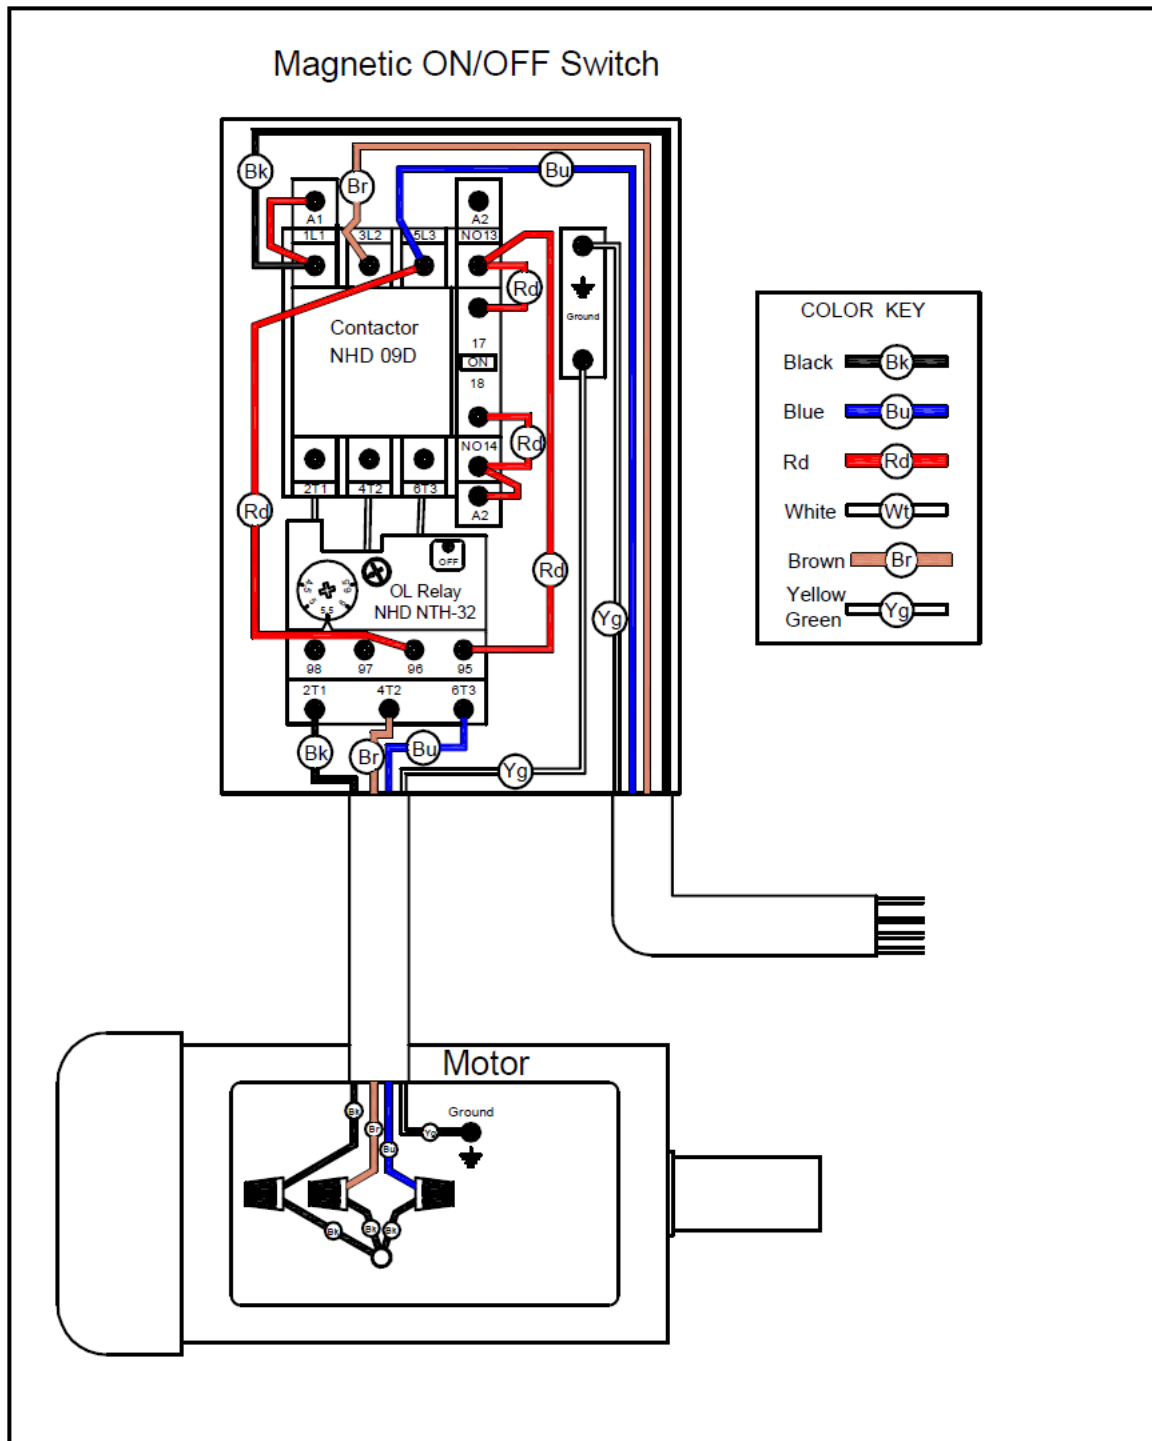 Magnetic ON/OFF Switch
Bk
Br
Bu
A1
A2
1L1
3L2
5L3
NO13
Rd
Contactor
NHD 09D
17
ON
18
Ground
NO14
Rd
2T1
4T2
6T3
A2
Rd
OFF
OL Relay
NHD NTH-32
5.5
Rd
98
97
96
95
2T1
4T2
6T3
Yg
Bk
Br
Bu
Yg
COLOR KEY
Black Bk
Blue Bu
Rd Rd
White Wt
Brown Br
Yellow
Green Yg
Motor
Ground
Bk
Br
Yg
Bu
Bk
Bk
Bk